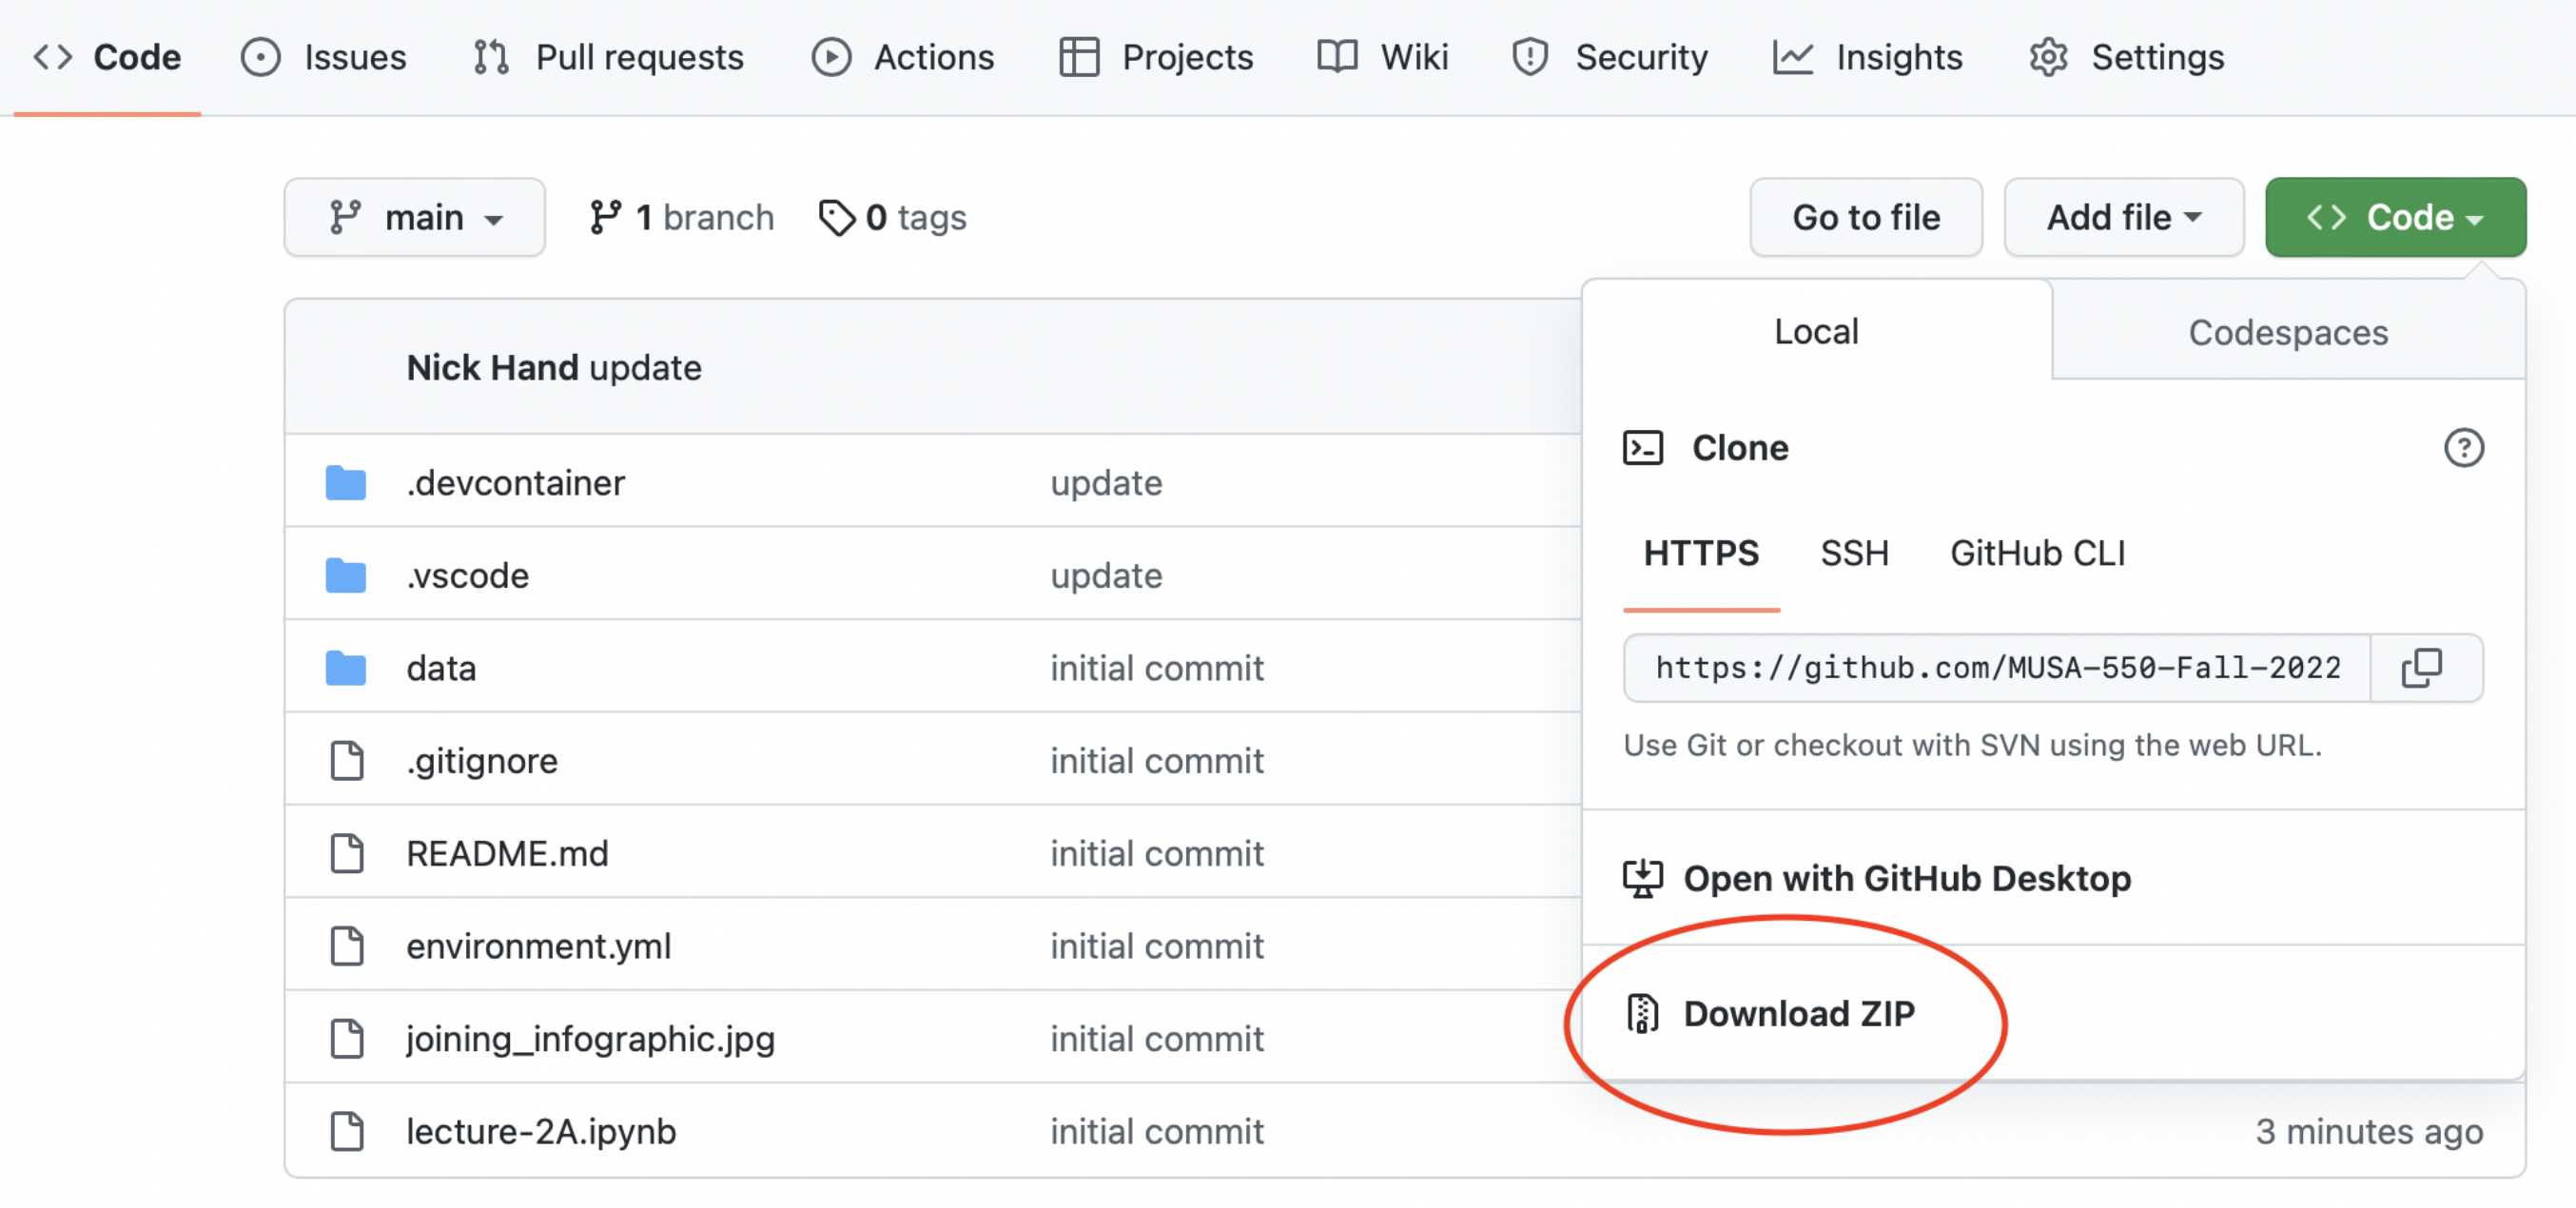 Code Issues Pull requests Actions Projects Wiki Security Insights Settings
main 1 branch 0 tags Go to file Add file Code
Local Codespaces
Nick Hand update
Clone
.devcontainer update
HTTPS SSH GitHub CLI
.vscode update
https://github.com/MUSA-550-Fall-2022
data initial commit
Use Git or checkout with SVN using the web URL.
.gitignore initial commit
README.md initial commit
Open with GitHub Desktop
environment.yml initial commit
Download ZIP
joining_infographic.jpg initial commit
lecture-2A.ipynb initial commit 3 minutes ago